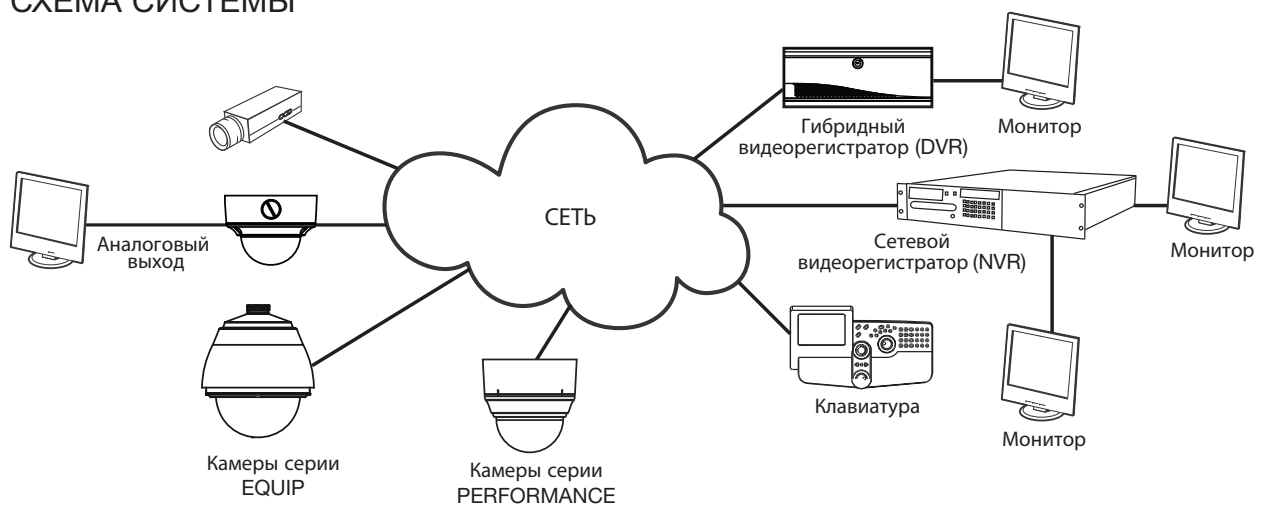 СХЕМА СИСТЕМЫ
Гибридный
видеорегистратор (DVR)
Монитор
СЕТЬ
Аналоговый
выход
Сетевой
видеорегистратор (NVR)
Монитор
Клавиатура
Монитор
Камеры серии
EQUIP
Камеры серии
PERFORMANCE